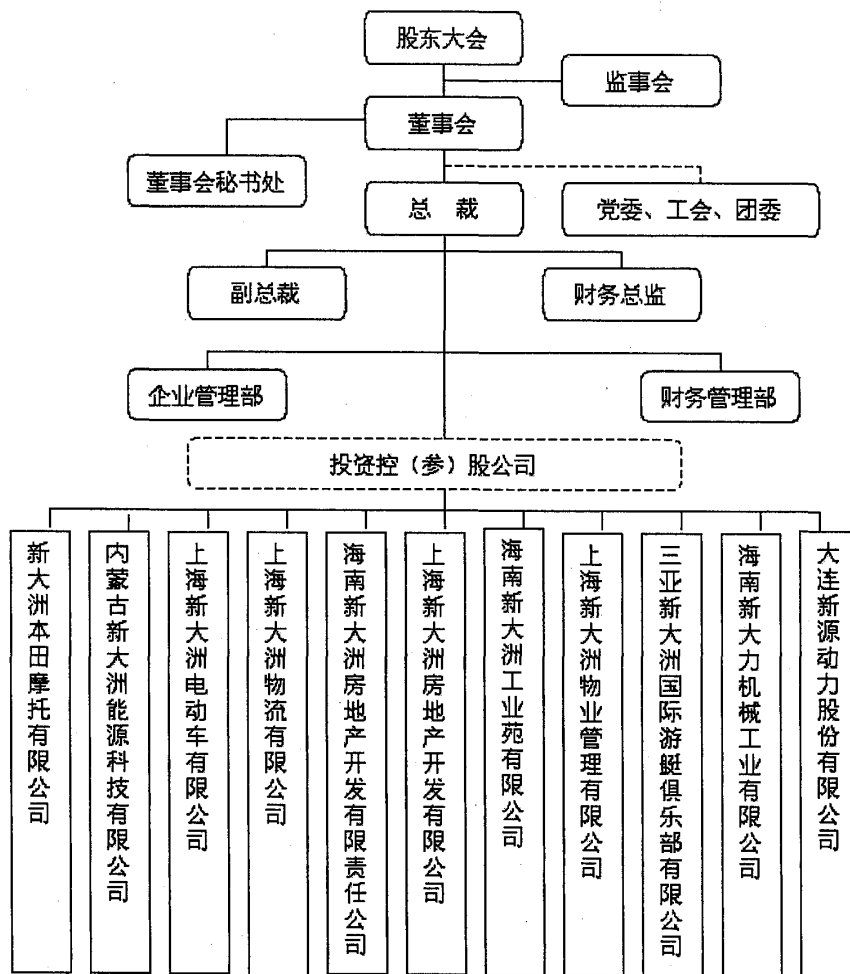 股东大会
监事会
董事会
董事会秘书处
总 裁
党委、工会、团委
副总裁
财务总监
企业管理部
财务管理部
投资控（参）股公司
新大洲本田摩托有限公司
内蒙古新大洲能源科技有限公司
上海新大洲电动车有限公司
上海新大洲物流有限公司
海南新大洲房地产开发有限责任公司
上海新大洲房地产开发有限公司
海南新大洲工业苑有限公司
上海新大洲物业管理有限公司
三亚新大洲国际游艇俱乐部有限公司
海南新大力机械工业有限公司
大连新源动力股份有限公司